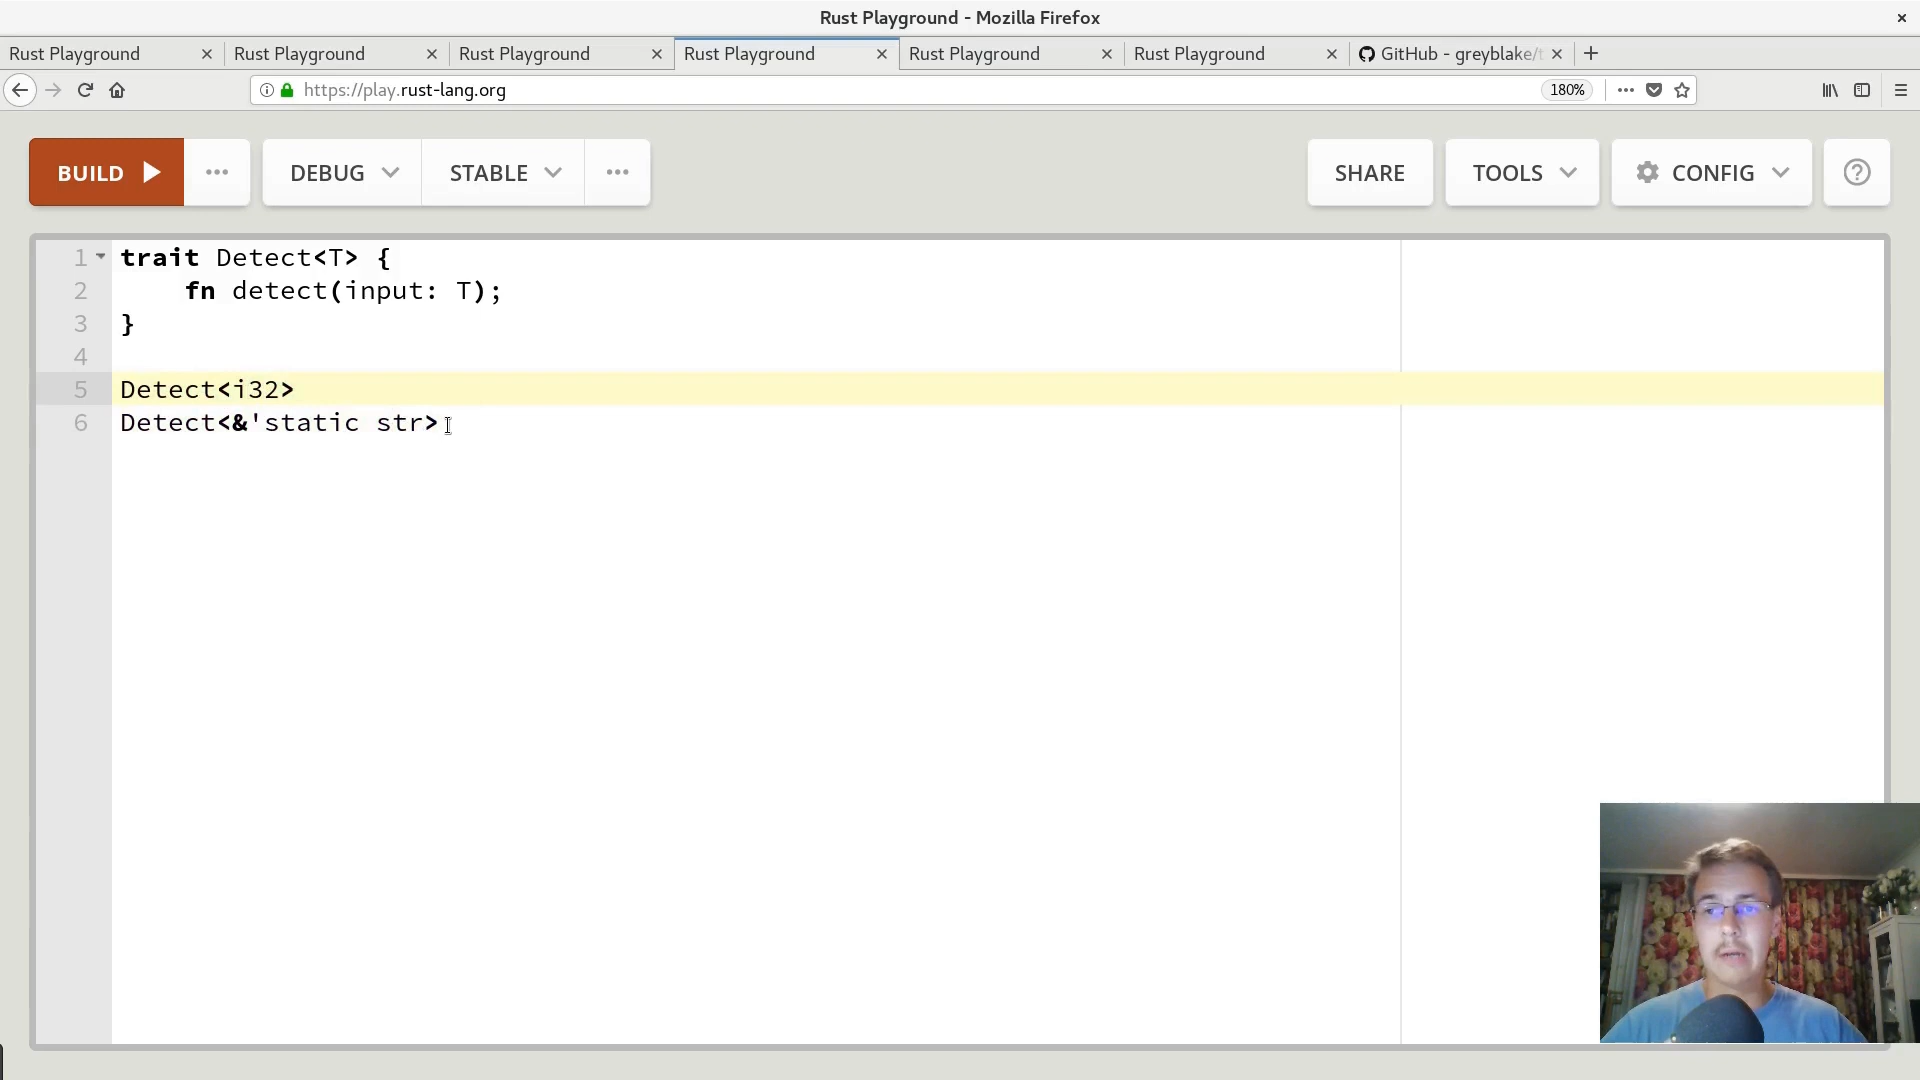 Rust Playground - Mozilla Firefox
Rust Playground Rust Playground Rust Playground Rust Playground Rust Playground Rust Playground GitHub - greyblake/
https://play.rust-lang.org 180%
BUILD DEBUG STABLE SHARE TOOLS CONFIG
1 trait Detect<T> {
2 fn detect(input: T);
3 }
4
5 Detect<i32>
6 Detect<&'static str>